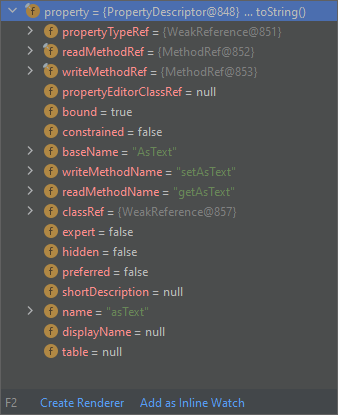 property = {PropertyDescriptor@848} ... toString()
propertyTypeRef = {WeakReference@851}
readMethodRef = {MethodRef@852}
writeMethodRef = {MethodRef@853}
propertyEditorClassRef = null
bound = true
constrained = false
baseName = "AsText"
writeMethodName = "setAsText"
readMethodName = "getAsText"
classRef = {WeakReference@857}
expert = false
hidden = false
preferred = false
shortDescription = null
name = "asText"
displayName = null
table = null
F2 Create Renderer Add as Inline Watch